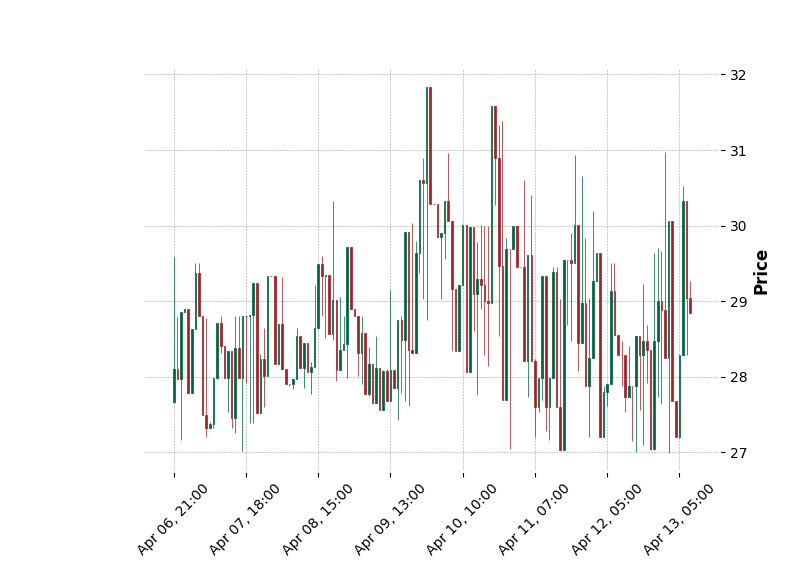 32
31
30
29
28
27
Price
Apr 06, 21:00
Apr 07, 18:00
Apr 08, 15:00
Apr 09, 13:00
Apr 10, 10:00
Apr 11, 07:00
Apr 12, 05:00
Apr 13, 05:00